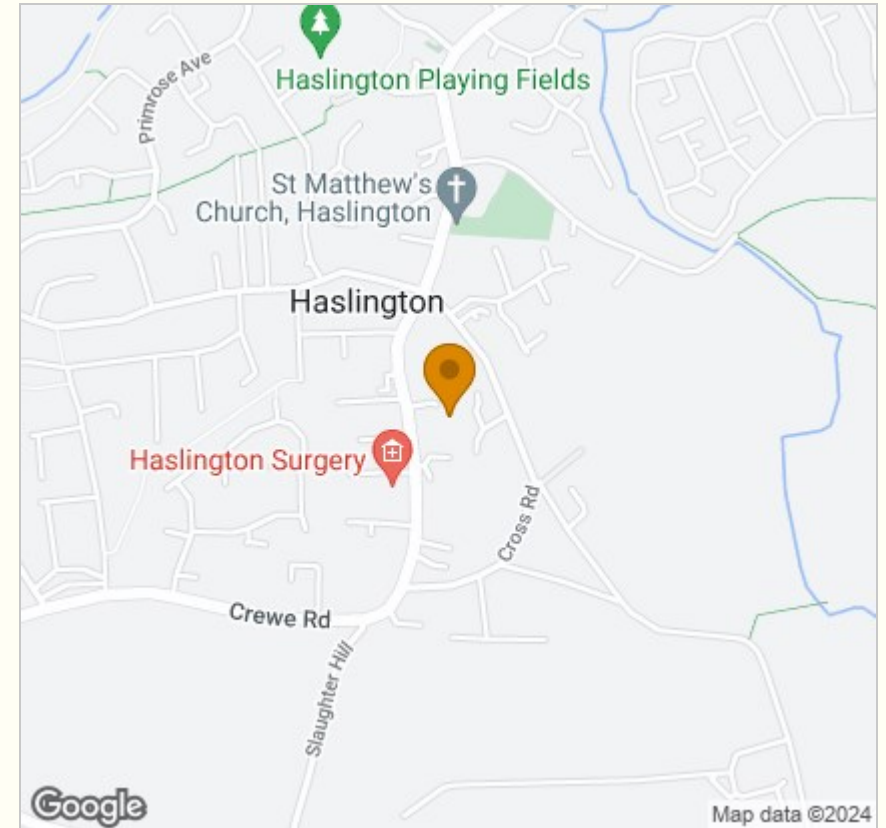 Haslington Playing Fields
Primrose Ave
St Matthew's
Church, Haslington
Haslington
Haslington Surgery
Cross Rd
Crewe Rd
Slaughter Hill
Google
Map data ©2024